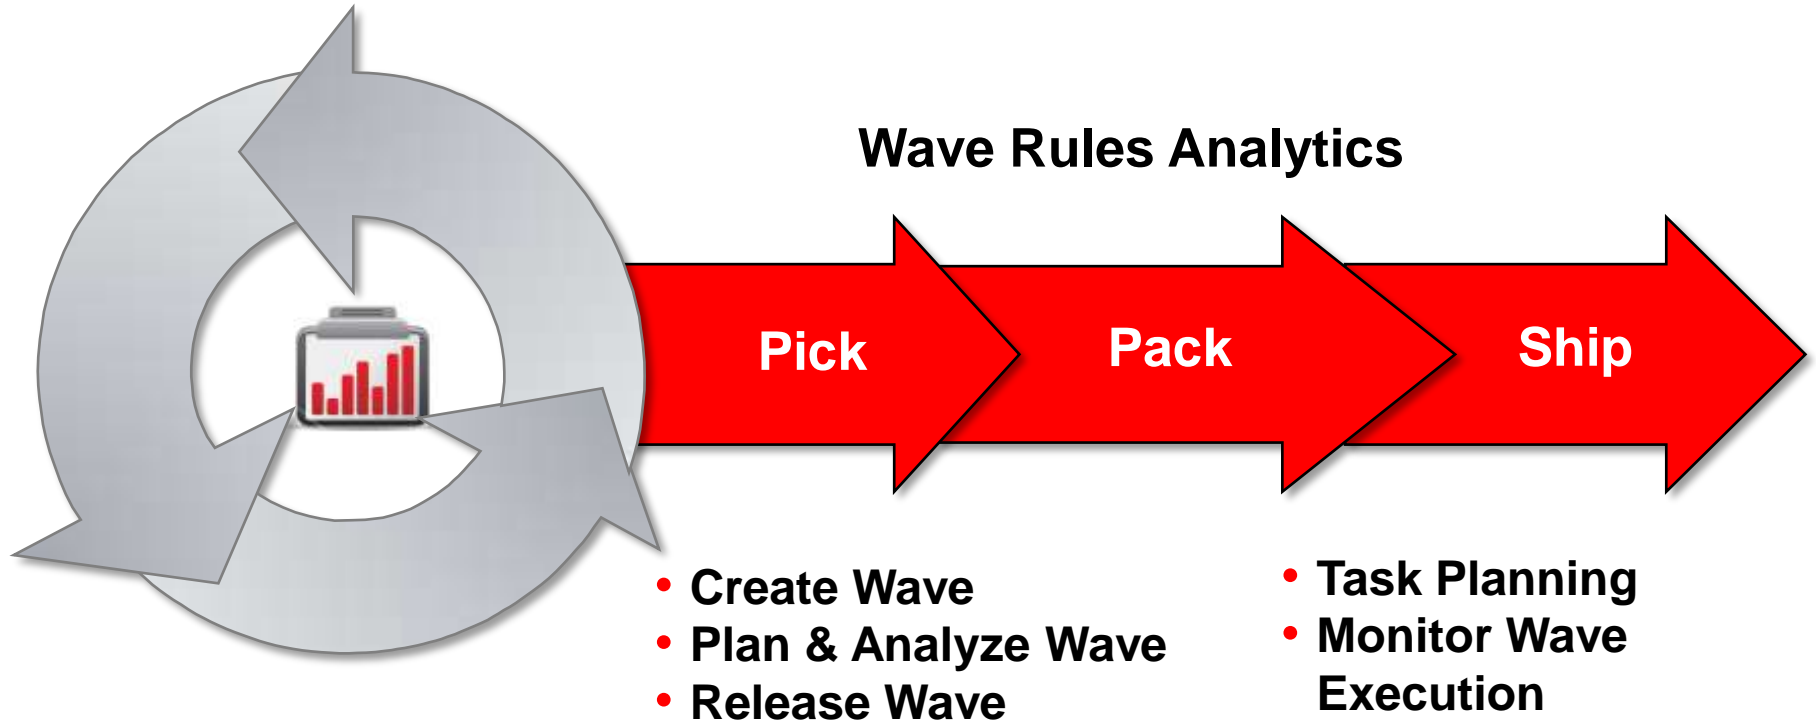 Wave Rules Analytics
Pick
Pack
Ship
• Create Wave
• Plan & Analyze Wave
• Release Wave
• Task Planning
• Monitor Wave
Execution